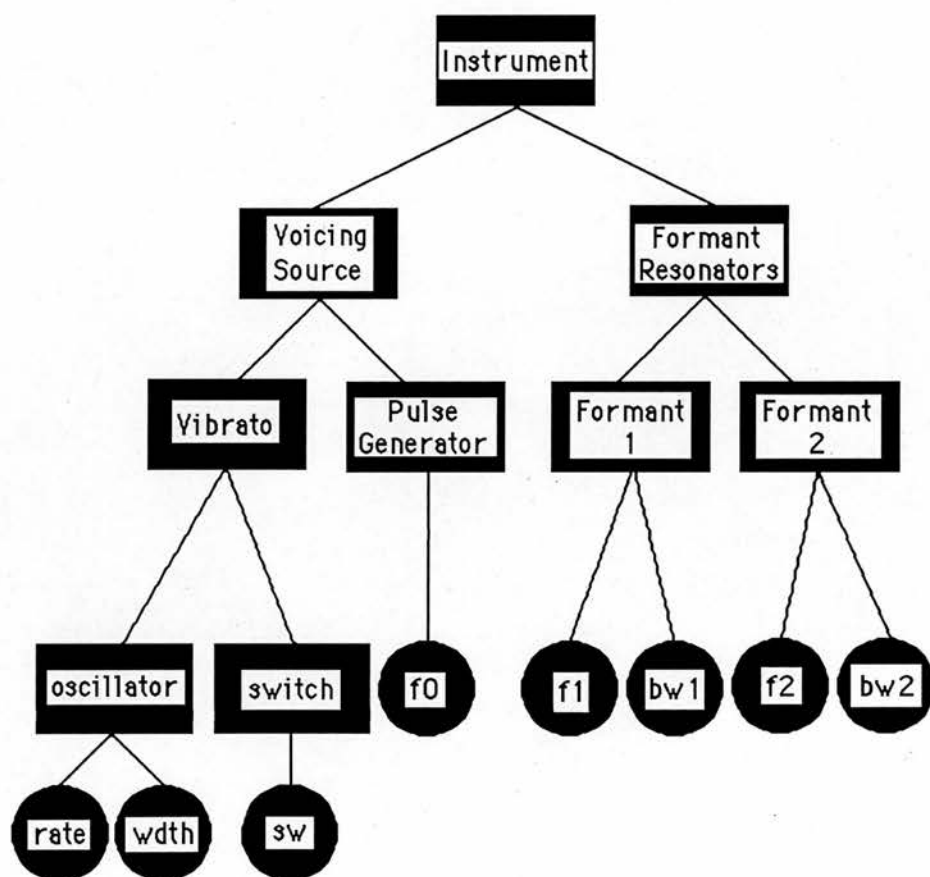 Instrument
Voicing
Source
Formant
Resonators
Vibrato
Pulse
Generator
Formant
1
Formant
2
oscillator
switch
f0
f1
bw1
f2
bw2
rate
wdth
sw